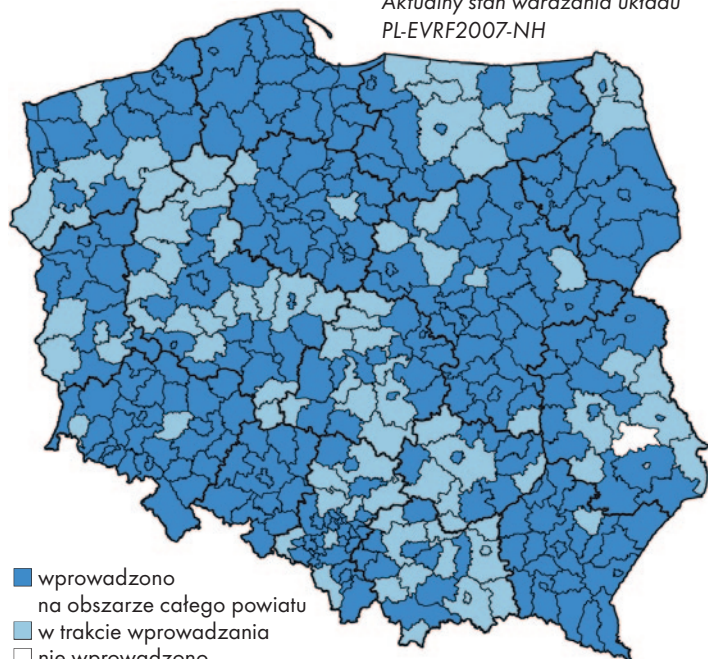 Aktualny stan wdrażania układu
PL-EVRF2007-NH
wprowadzono
na obszarze całego powiatu
w trakcie wprowadzania
nie wprowadzono